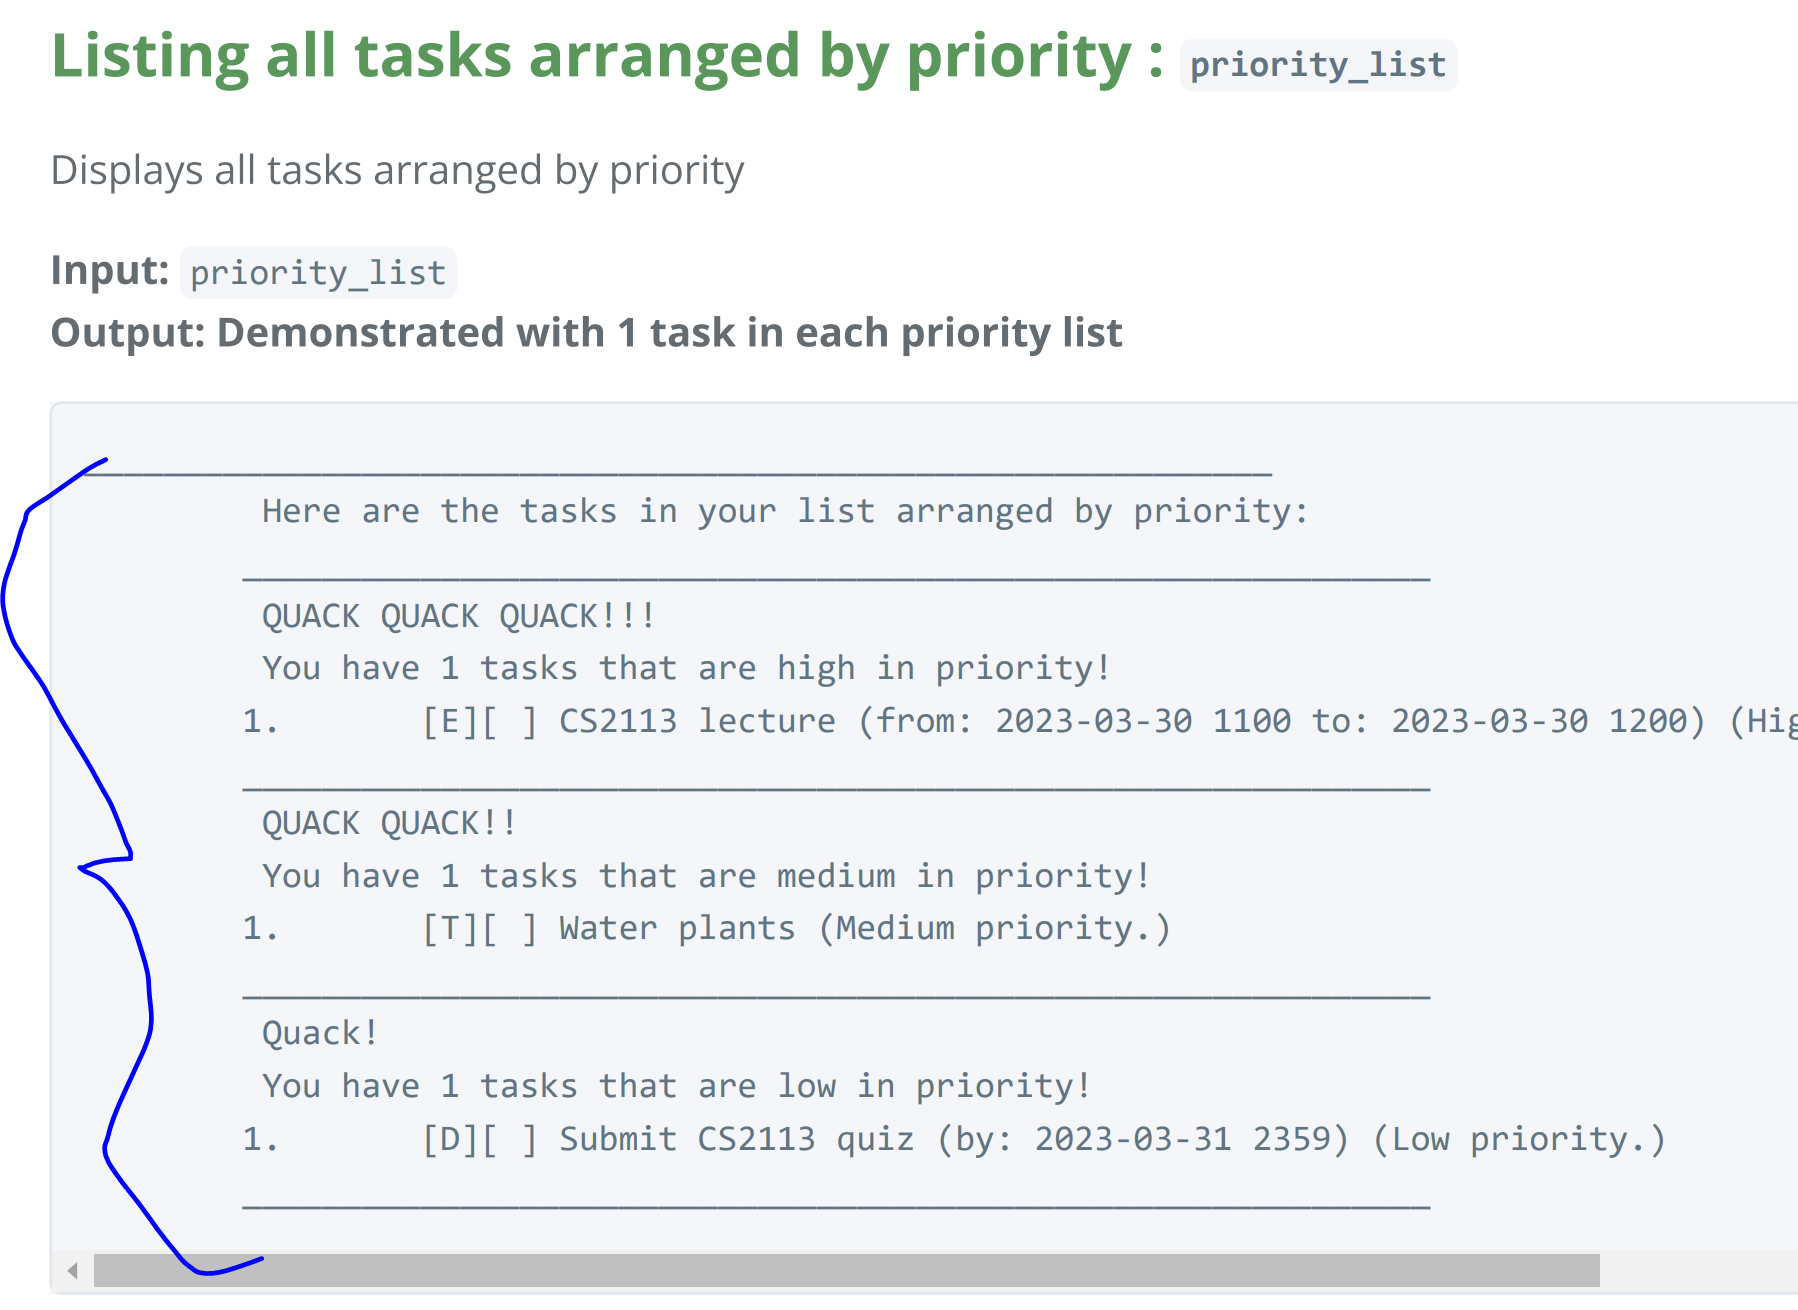 Listing all tasks arranged by priority : priority_list
Displays all tasks arranged by priority
Input: priority_list
Output: Demonstrated with 1 task in each priority list
____________________________________________________________
Here are the tasks in your list arranged by priority:
____________________________________________________________
QUACK QUACK QUACK!!!
You have 1 tasks that are high in priority!
1. [E][ ] CS2113 lecture (from: 2023-03-30 1100 to: 2023-03-30 1200) (Hig
____________________________________________________________
QUACK QUACK!!
You have 1 tasks that are medium in priority!
1. [T][ ] Water plants (Medium priority.)
____________________________________________________________
Quack!
You have 1 tasks that are low in priority!
1. [D][ ] Submit CS2113 quiz (by: 2023-03-31 2359) (Low priority.)
____________________________________________________________